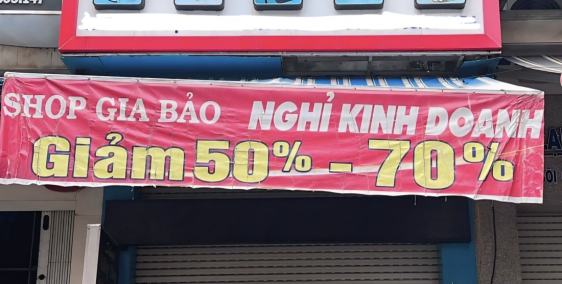 SHOP GIA BẢO NGHỈ KINH DOANH
Giảm 50% - 70%